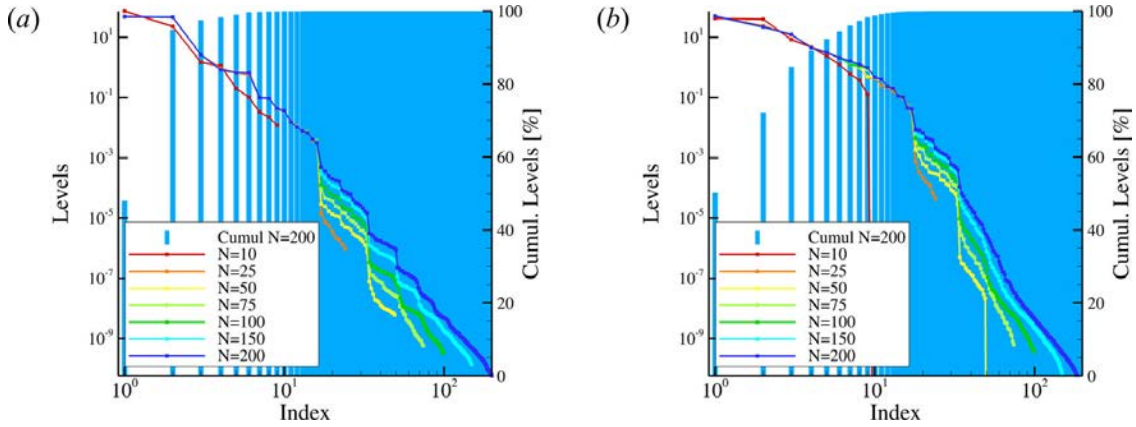 (a)
Levels
10^1
10^-1
10^-3
10^-5
10^-7
10^-9
Cumul N=200
N=10
N=25
N=50
N=75
N=100
N=150
N=200
10^0
10^1
10^2
Index
100
80
60
40
20
0
Cumul. Levels [%]
(b)
Levels
10^1
10^-1
10^-3
10^-5
10^-7
10^-9
Cumul N=200
N=10
N=25
N=50
N=75
N=100
N=150
N=200
10^0
10^1
10^2
Index
100
80
60
40
20
0
Cumul. Levels [%]